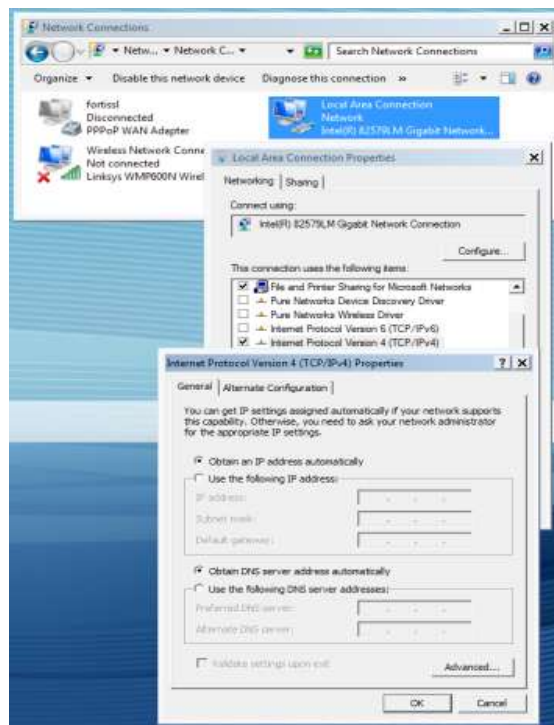 Network Connections
Netw... Network C...
Search Network Connections
Organize
Disable this network device
Diagnose this connection
»
fortissl
Disconnected
PPPoP WAN Adapter
Local Area Connection
Network
Intel(R) 82579LM Gigabit Network...
Wireless Network Conne
Not connected
Linksys WMP600N Wirel
Local Area Connection Properties
Networking
Sharing
Connect using:
Intel(R) 82579LM Gigabit Network Connection
Configure...
This connection uses the following items:
File and Printer Sharing for Microsoft Networks
Pure Networks Device Discovery Driver
Pure Networks Wireless Driver
Internet Protocol Version 6 (TCP/IPv6)
Internet Protocol Version 4 (TCP/IPv4)
Internet Protocol Version 4 (TCP/IPv4) Properties
General
Alternate Configuration
You can get IP settings assigned automatically if your network supports
this capability. Otherwise, you need to ask your network administrator
for the appropriate IP settings.
Obtain an IP address automatically
Use the following IP address:
IP address:
Subnet mask:
Default gateway:
Obtain DNS server address automatically
Use the following DNS server addresses:
Preferred DNS server:
Alternate DNS server:
Validate settings upon exit
Advanced...
OK
Cancel